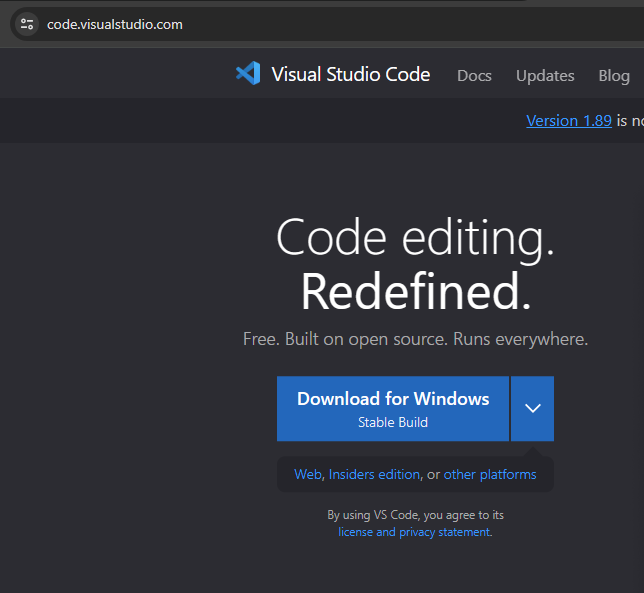 code.visualstudio.com
Visual Studio Code Docs Updates Blog
Version 1.89 is
Code editing.
Redefined.
Free. Built on open source. Runs everywhere.
Download for Windows
Stable Build
Web, Insiders edition, or other platforms
By using VS Code, you agree to its
license and privacy statement.